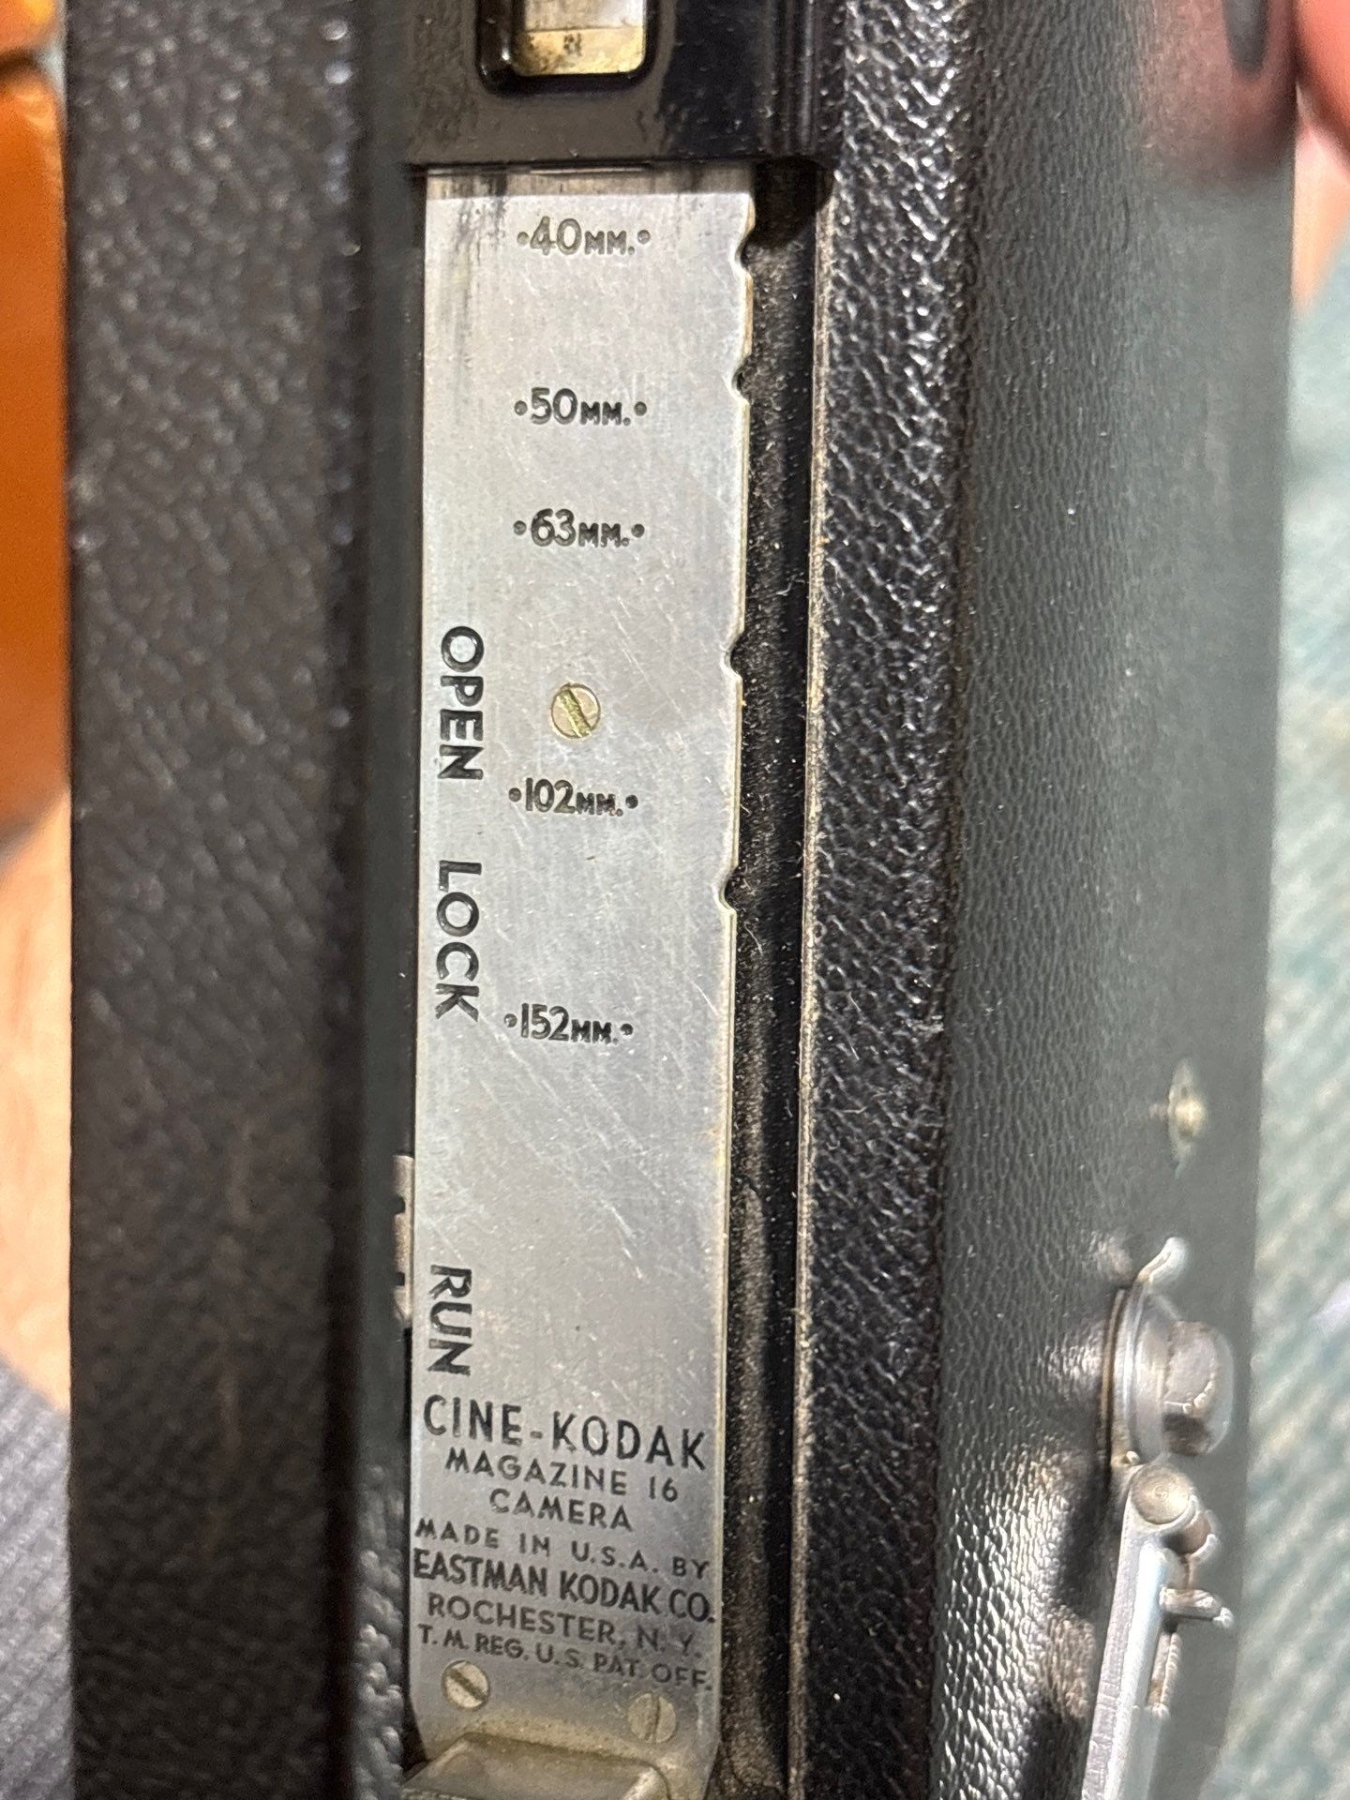 •40MM.•
•50MM.•
•63MM.•
OPEN
•102MM.•
LOCK
•152MM.•
RUN
CINE-KODAK
MAGAZINE 16
CAMERA
MADE IN U.S.A. BY
EASTMAN KODAK CO.
ROCHESTER, N. Y.
T. M. REG. U. S. PAT. OFF.